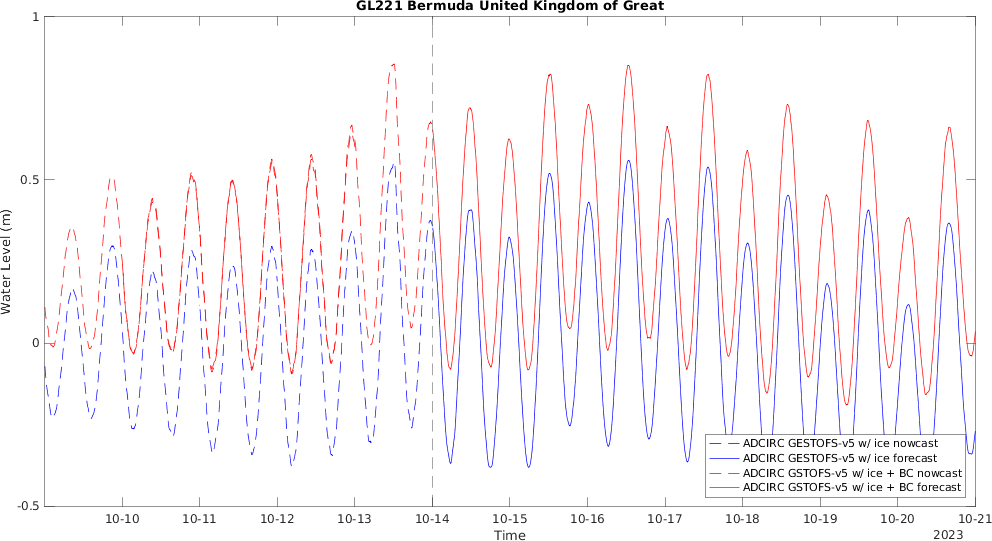 GL221 Bermuda United Kingdom of Great
1
0.5
0
-0.5
Water Level (m)
ADCIRC GESTOFS-v5 w/ ice nowcast
ADCIRC GESTOFS-v5 w/ ice forecast
ADCIRC GSTOFS-v5 w/ ice + BC nowcast
ADCIRC GSTOFS-v5 w/ ice + BC forecast
10-10 10-11 10-12 10-13 10-14 10-15 10-16 10-17 10-18 10-19 10-20 10-21
Time
2023